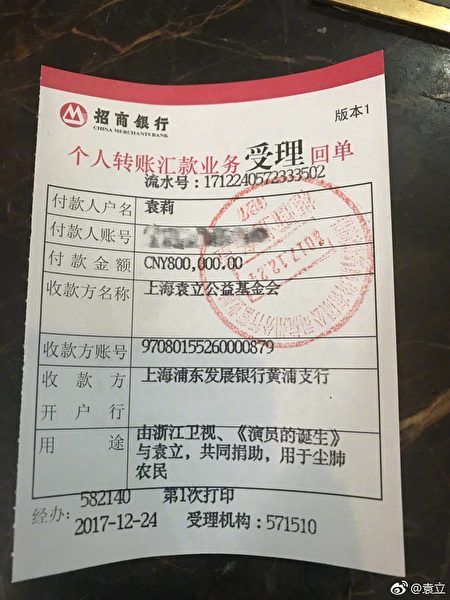 招商银行
CHINA MERCHANTS BANK
版本1
个人转账汇款业务受理回单
流水号：1712240572333502
付款人户名 袁莉
付款人账号
付款金额 CNY800,000.00
收款方名称 上海袁立公益基金会
收款方账号 97080155260000879
收款方 上海浦东发展银行黄浦支行
开户行
用途 由浙江卫视、《演员的诞生》
与袁立，共同捐助，用于尘肺
农民
经办： 582140 第1次打印
2017-12-24 受理机构：571510
@袁立